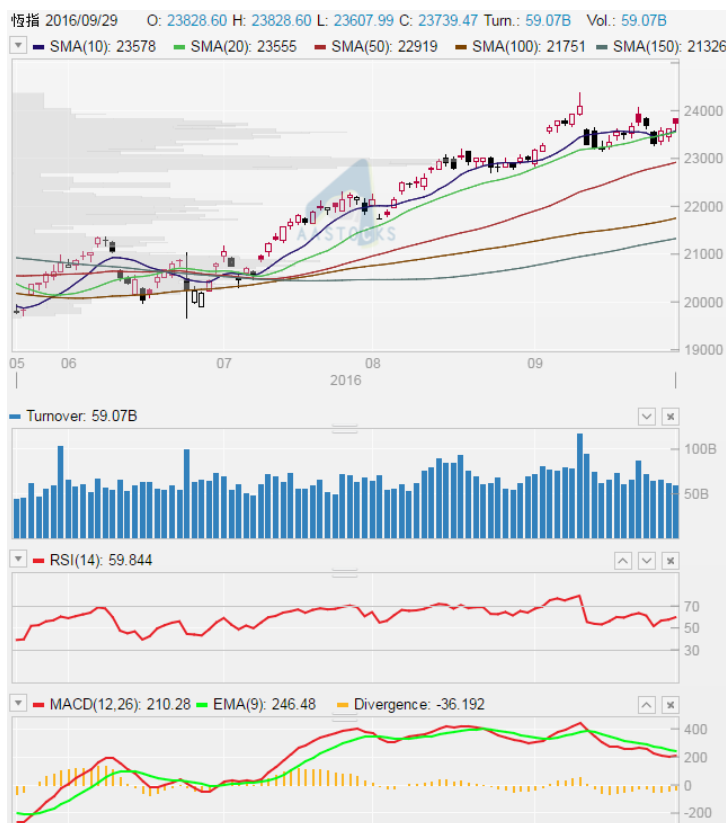 恆指 2016/09/29 O: 23828.60 H: 23828.60 L: 23607.99 C: 23739.47 Turn.: 59.07B Vol.: 59.07B
SMA(10): 23578 SMA(20): 23555 SMA(50): 22919 SMA(100): 21751 SMA(150): 21326
24000
23000
22000
AASTOCKS
21000
20000
19000
05 06 07 08 09
2016
Turnover: 59.07B
100B
50B
RSI(14): 59.844
70
50
30
MACD(12,26): 210.28 EMA(9): 246.48 Divergence: -36.192
400
200
0
-200